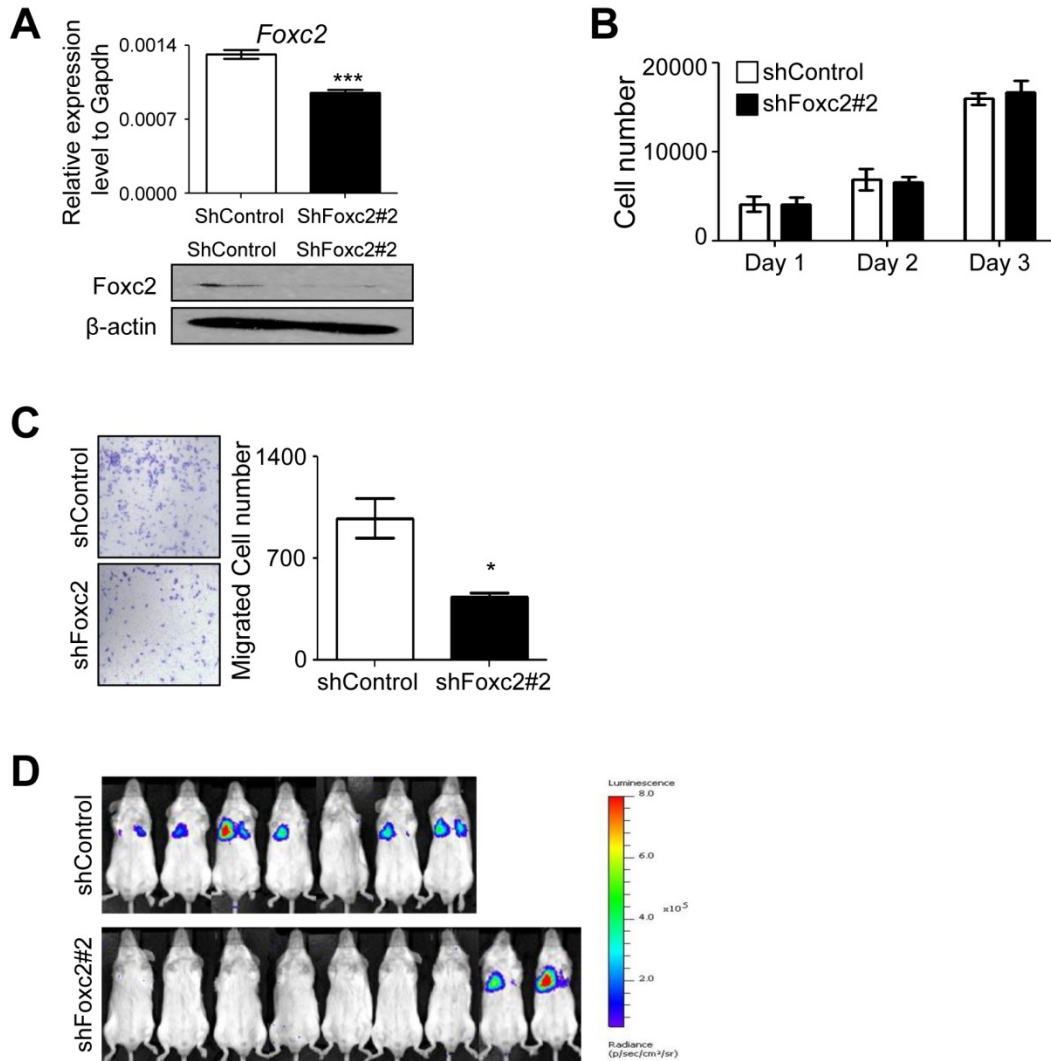 A
Foxc2
Relative expression
level to Gapdh
0.0014
0.0007
0.0000
***
ShControl
ShFoxc2#2
ShControl ShFoxc2#2
Foxc2
β-actin
B
Cell number
20000
10000
0
shControl
shFoxc2#2
Day 1
Day 2
Day 3
C
shControl
shFoxc2
Migrated Cell number
1400
700
0
*
shControl
shFoxc2#2
D
shControl
shFoxc2#2
Luminescence
8.0
6.0
4.0
x10⁵
2.0
Radiance
(p/sec/cm²/sr)